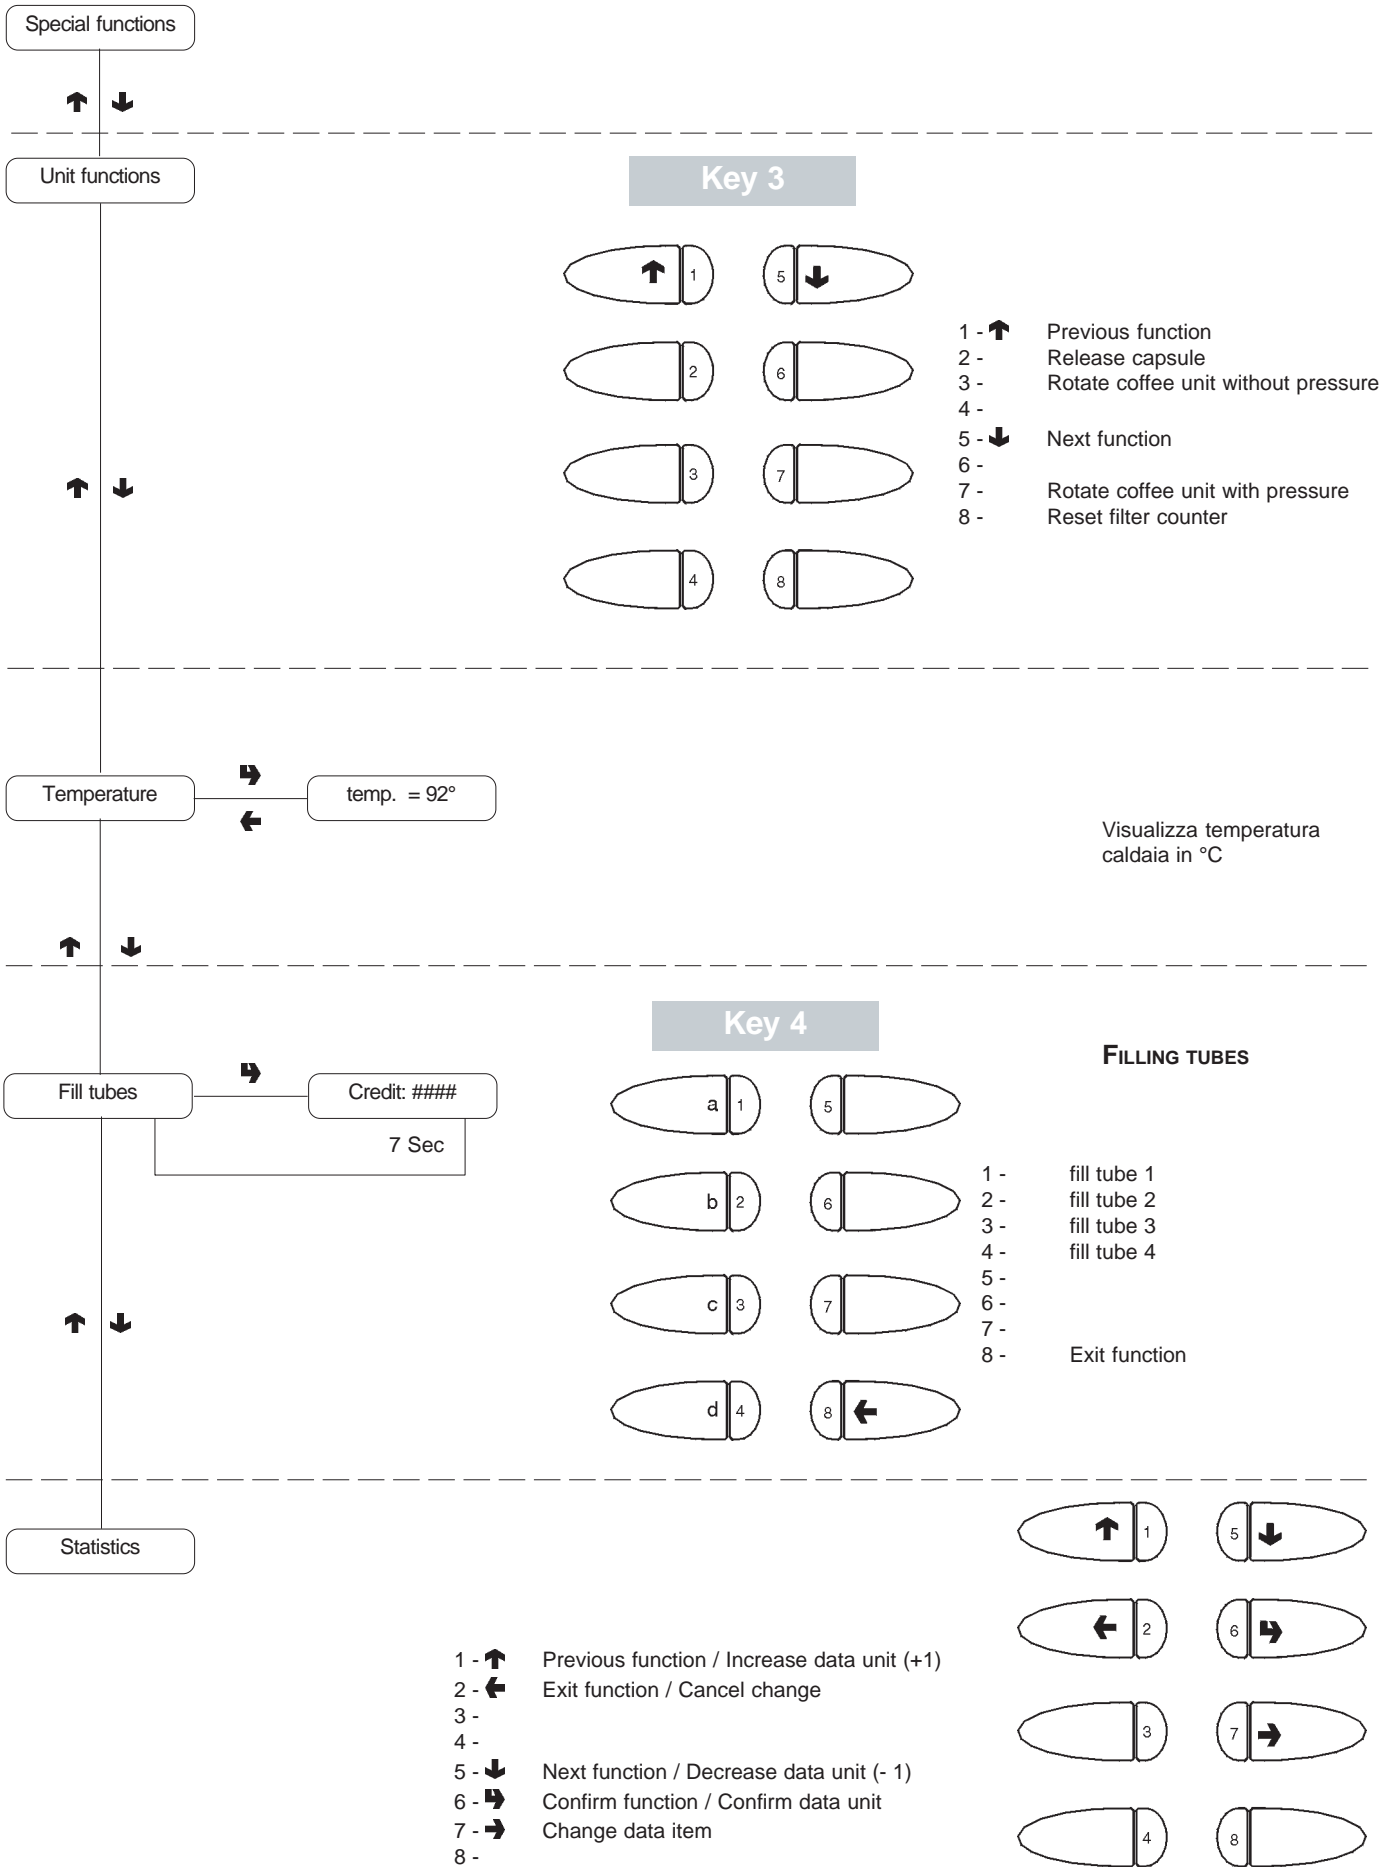 Special functions
Unit functions
Key 3
1
5
2
6
3
7
4
8
1 - Previous function
2 - Release capsule
3 - Rotate coffee unit without pressure
4 -
5 - Next function
6 -
7 - Rotate coffee unit with pressure
8 - Reset filter counter
Temperature
temp. = 92°
Visualizza temperatura
caldaia in °C
Key 4
FILLING TUBES
Fill tubes
Credit: ####
7 Sec
a 1
5
b 2
6
c 3
7
d 4
8
1 - fill tube 1
2 - fill tube 2
3 - fill tube 3
4 - fill tube 4
5 -
6 -
7 -
8 - Exit function
Statistics
1
5
2
6
3
7
4
8
1 - Previous function / Increase data unit (+1)
2 - Exit function / Cancel change
3 -
4 -
5 - Next function / Decrease data unit (- 1)
6 - Confirm function / Confirm data unit
7 - Change data item
8 -